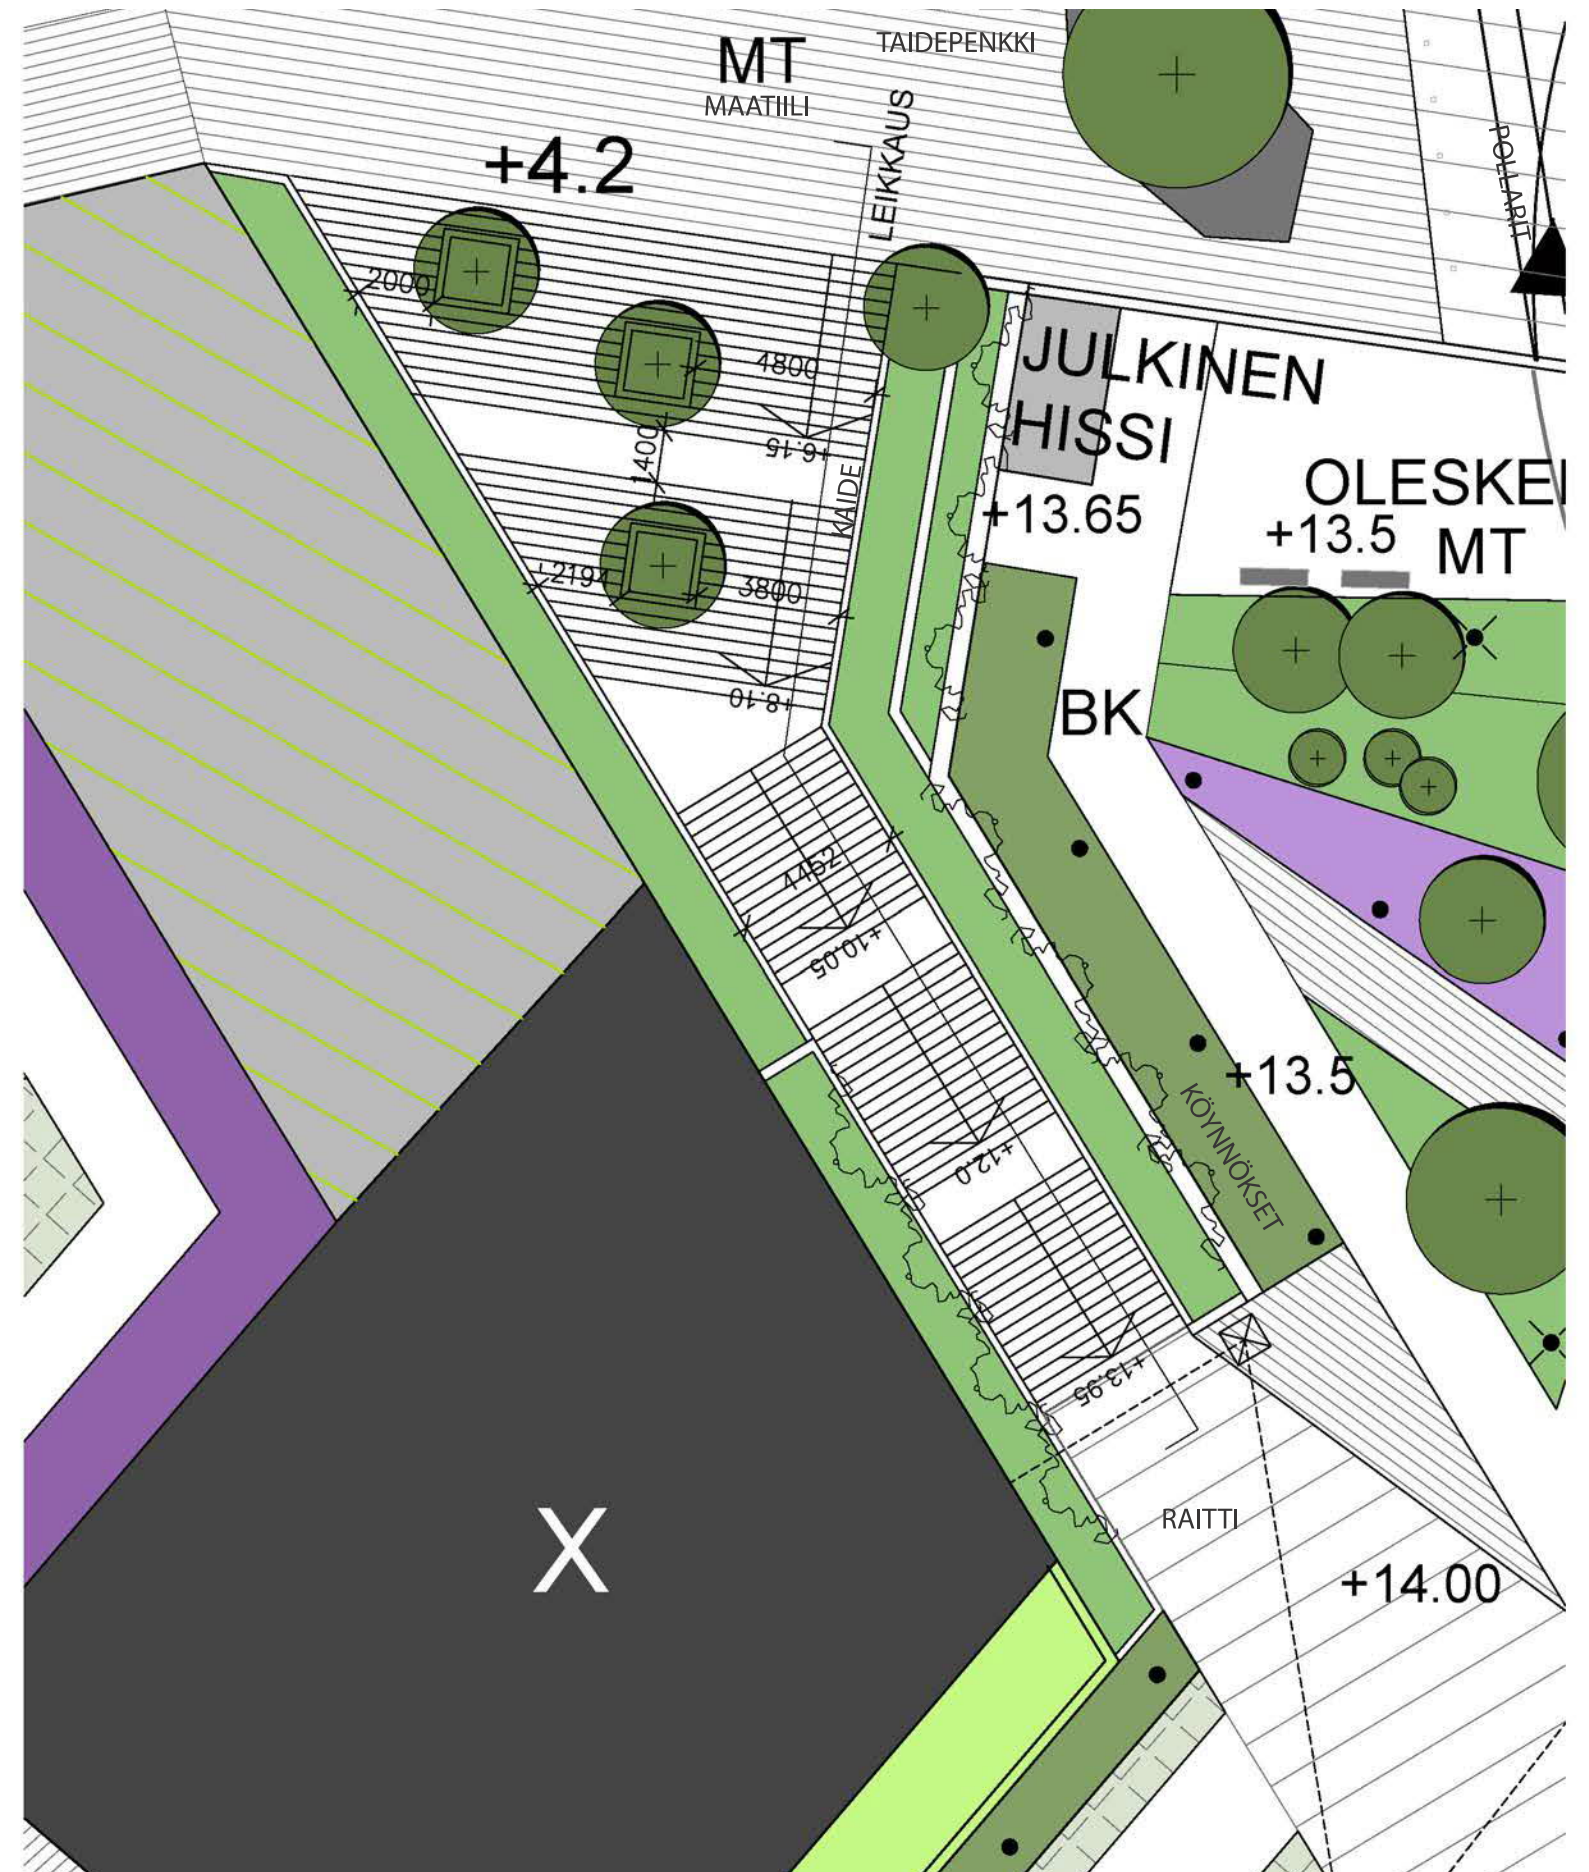 TAIDEPENKKI
MT
MAATIILI
LEIKKAUS
POLLARIT
+4.2
2000
4800
JULKINEN
HISSI
1400
+6.15
KAIDE
OLESKE
+13.65
+13.5
MT
2194
3800
+8.10
BK
4462
+10.05
+13.5
KÖYNNÖKSET
+12.0
+13.95
RAITTI
X
+14.00